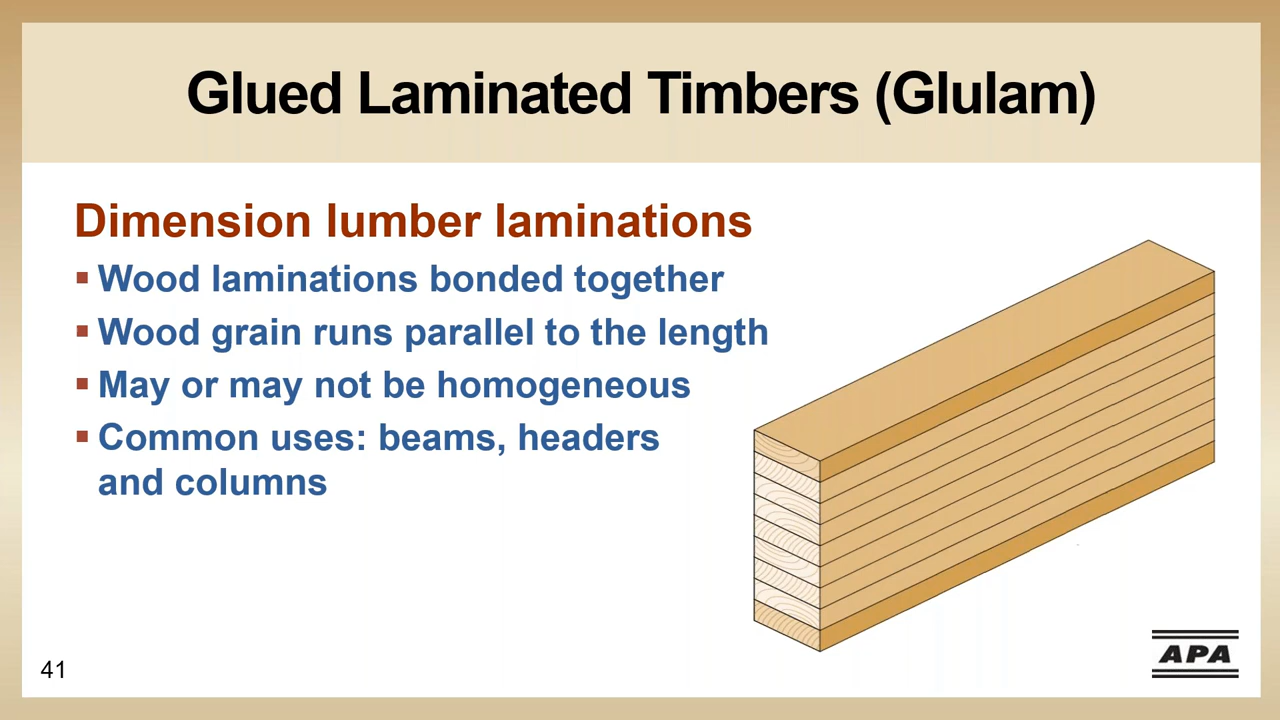 Glued Laminated Timbers (Glulam)
Dimension lumber laminations
▪ Wood laminations bonded together
▪ Wood grain runs parallel to the length
▪ May or may not be homogeneous
▪ Common uses: beams, headers
and columns
41
APA